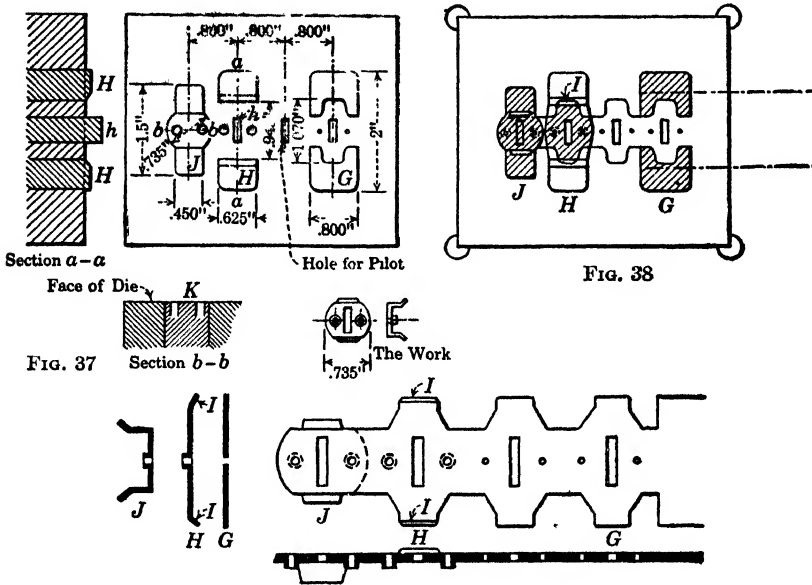 .800" .800" .800"
a
H
h
H
h
b b
.94
1.070"
1.5"
.735"
2"
J
H
G
a
.450"
.625"
.800"
Section a-a
Hole for Pilot
I
J
H
G
FIG. 38
Face of Die
K
FIG. 37
Section b-b
The Work
.735"
I
I
J
H
G
I
J
I
H
G